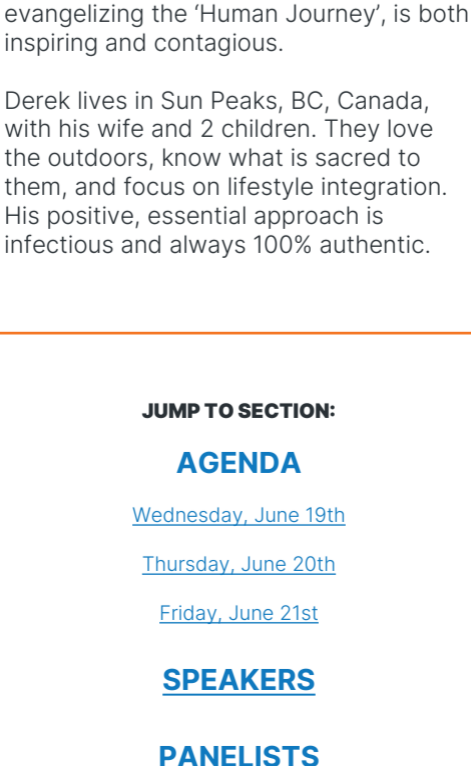 evangelizing the ‘Human Journey’, is both
inspiring and contagious.
Derek lives in Sun Peaks, BC, Canada,
with his wife and 2 children. They love
the outdoors, know what is sacred to
them, and focus on lifestyle integration.
His positive, essential approach is
infectious and always 100% authentic.
JUMP TO SECTION:
AGENDA
Wednesday, June 19th
Thursday, June 20th
Friday, June 21st
SPEAKERS
PANELISTS